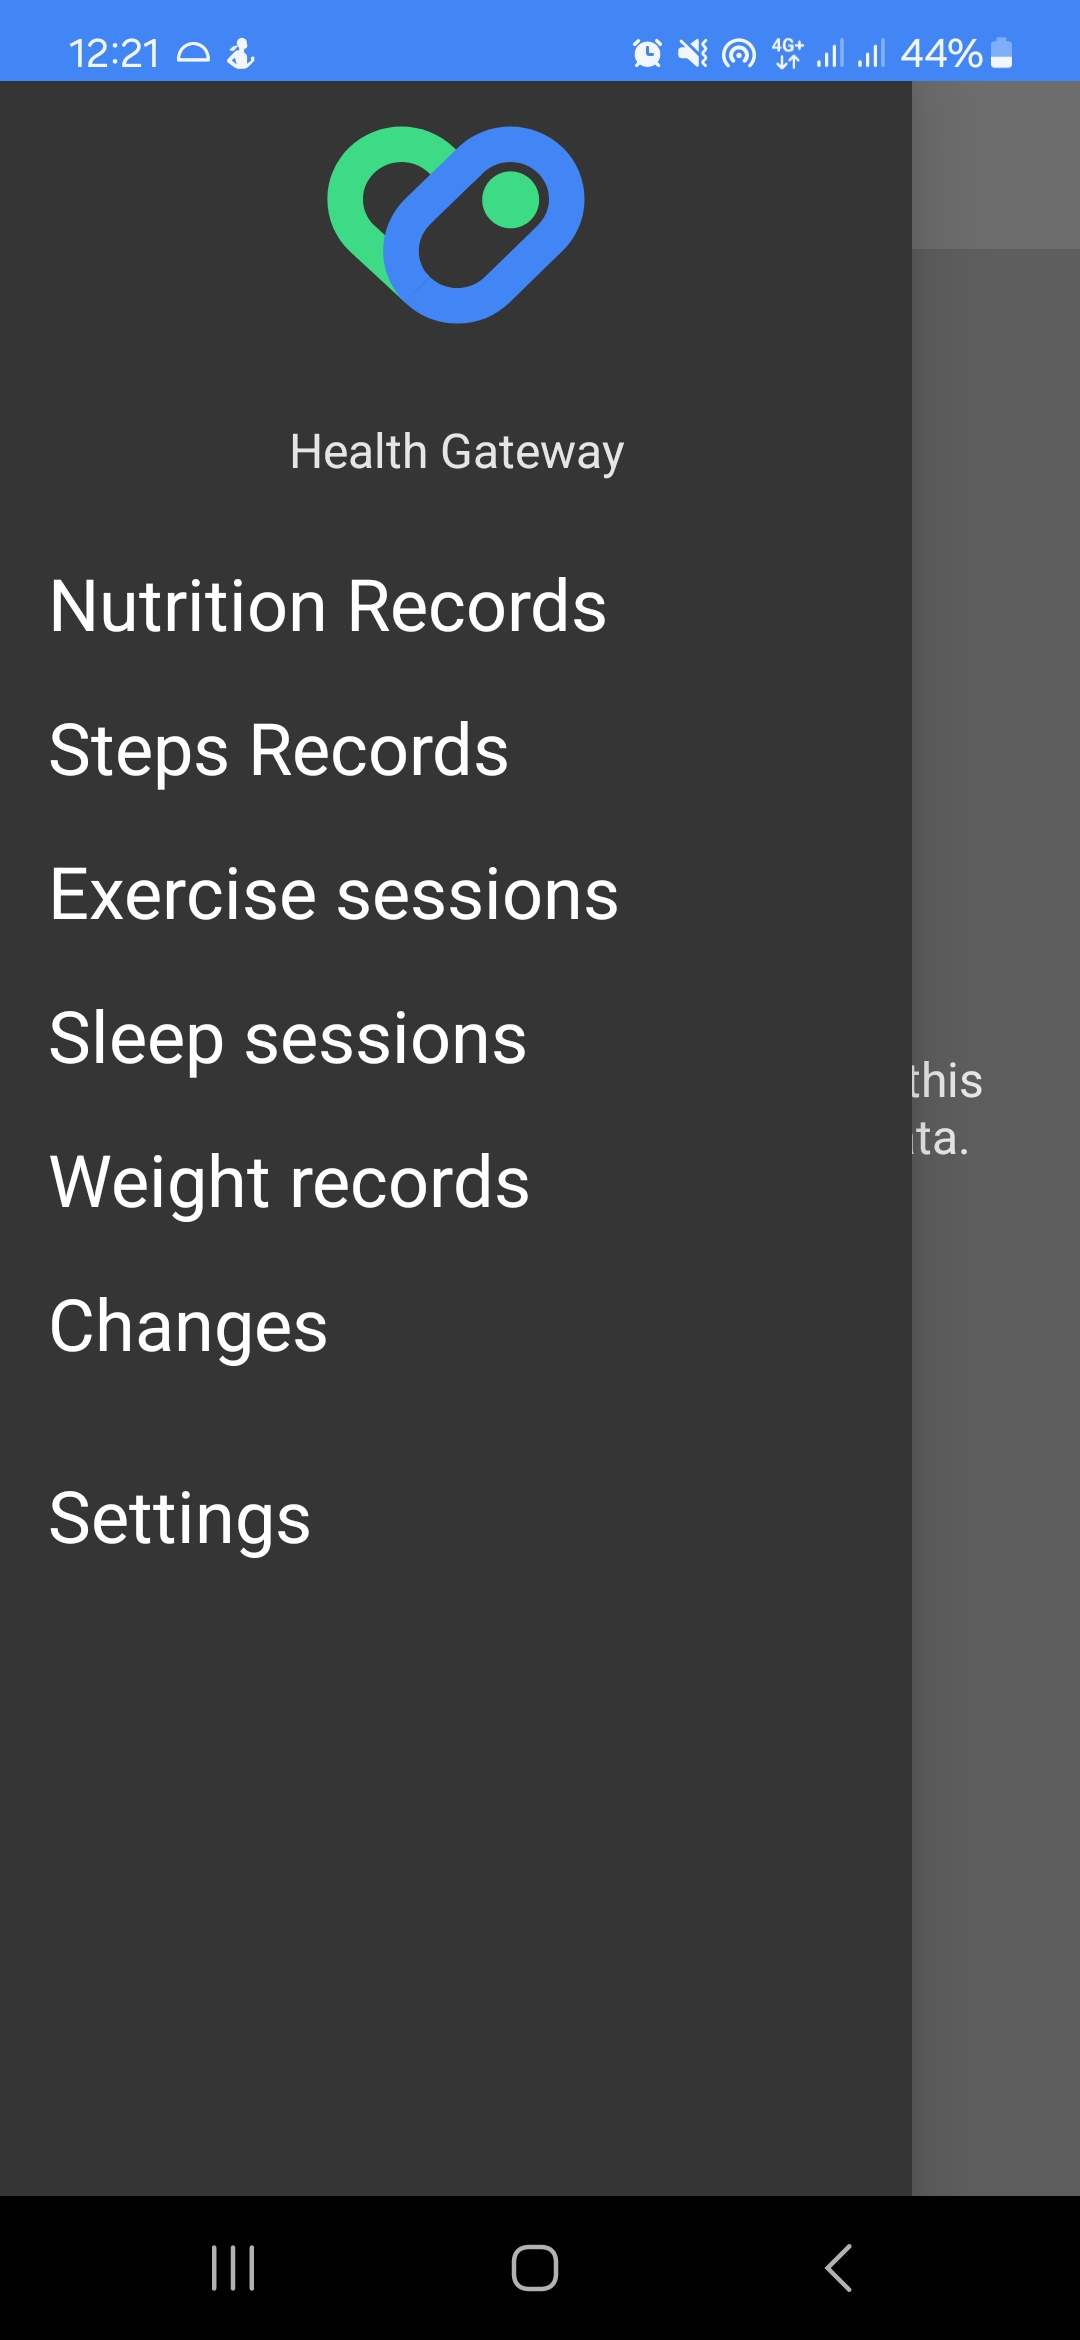 12:21 4G+ 44%
Health Gateway
Nutrition Records
Steps Records
Exercise sessions
Sleep sessions
this
Weight records
Changes
Settings